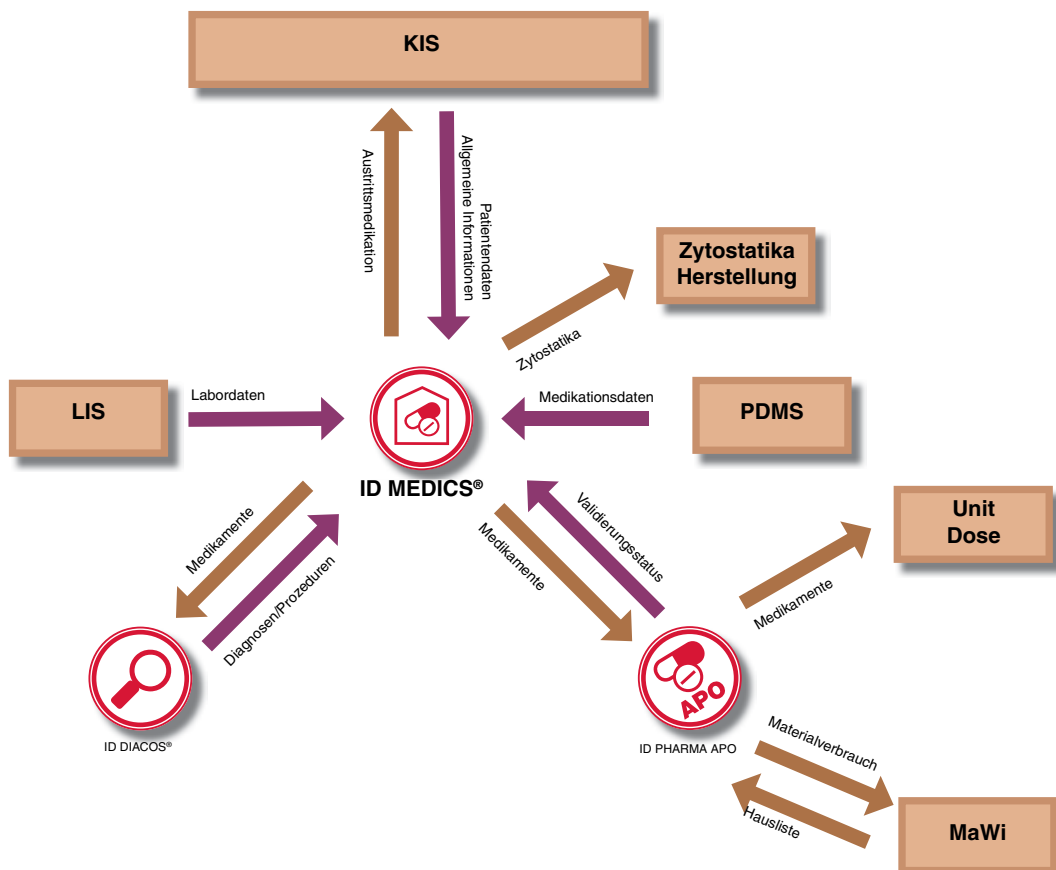 KIS
Austrittsmedikation
Patientendaten
Allgemeine Informationen
Zytostatika
Herstellung
Zytostatika
LIS
Labordaten
Medikationsdaten
PDMS
ID MEDICS®
Medikamente
Diagnosen/Prozeduren
Medikamente
Validierungsstatus
Unit
Dose
Medikamente
ID DIACOS®
APO
ID PHARMA APO
Materialverbrauch
Hausliste
MaWi